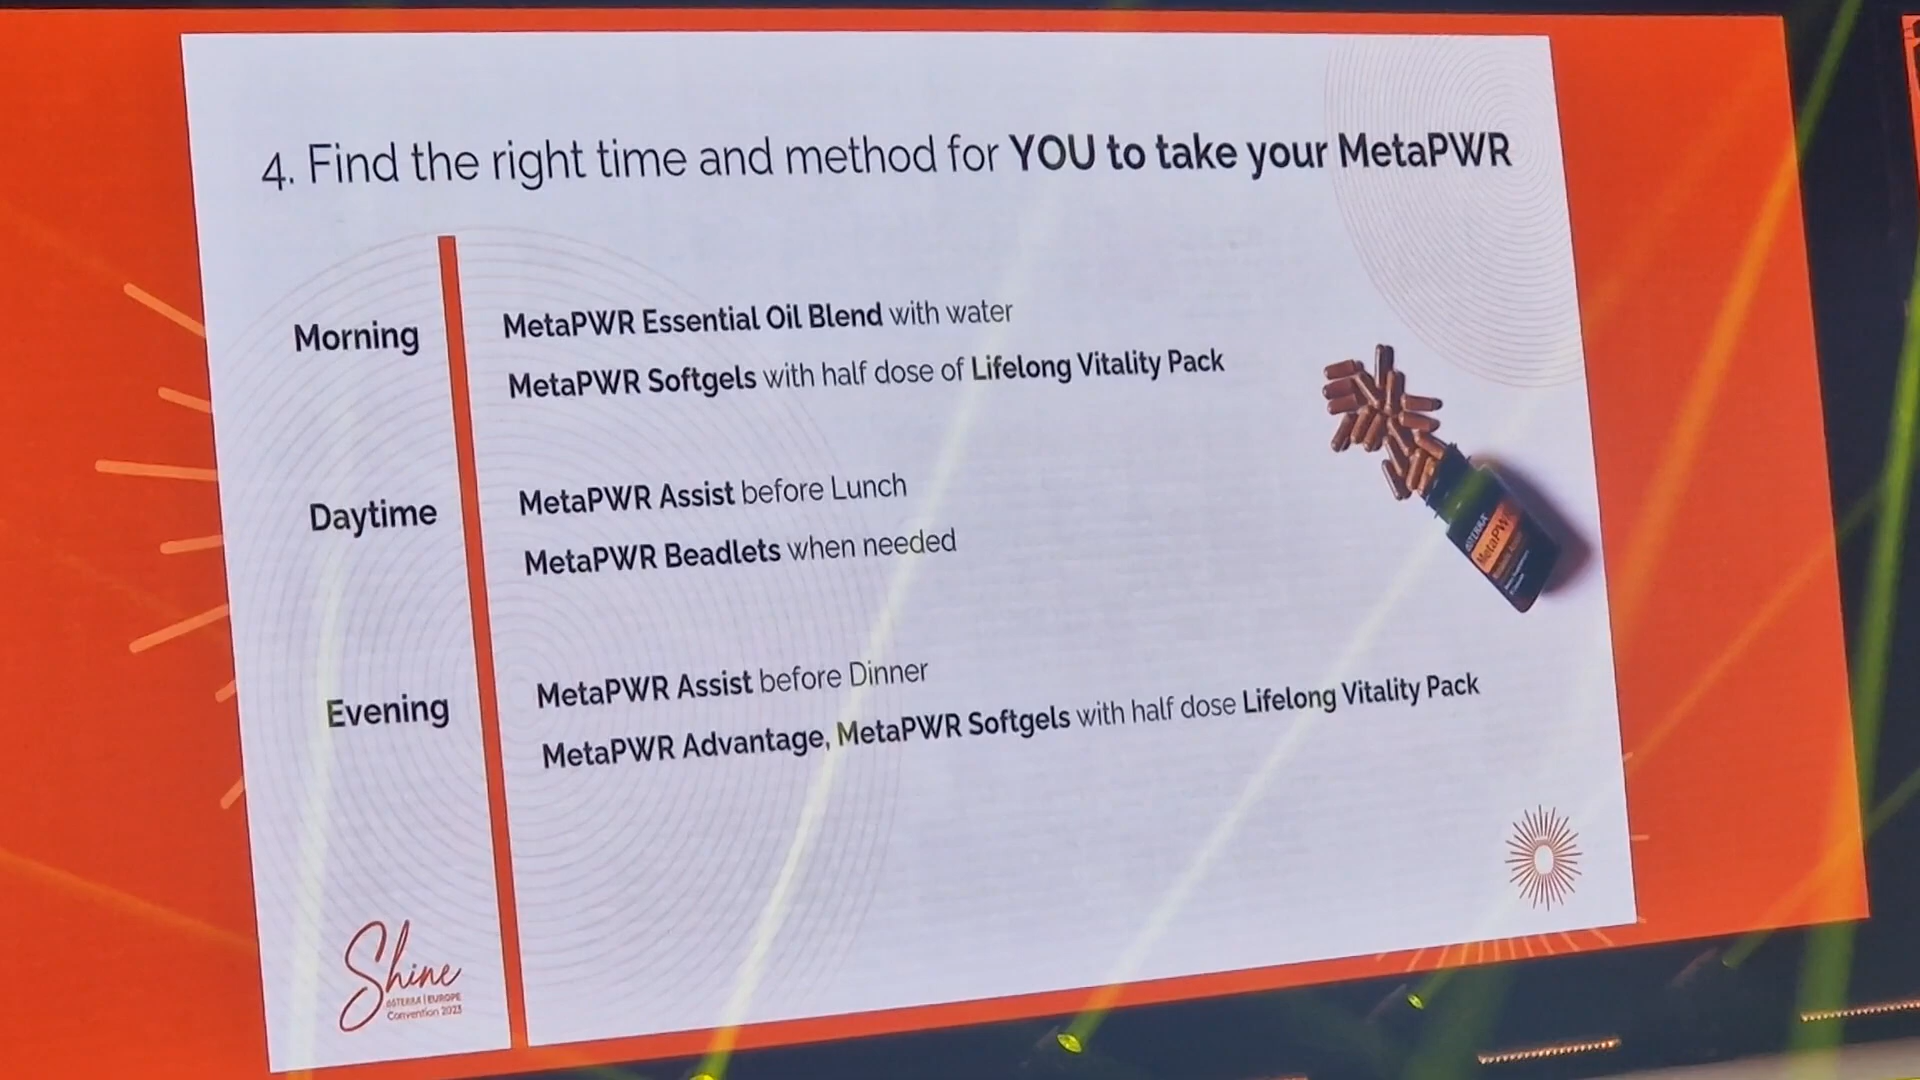 4. Find the right time and method for YOU to take your MetaPWR
Morning
MetaPWR Essential Oil Blend with water
MetaPWR Softgels with half dose of Lifelong Vitality Pack
Daytime
MetaPWR Assist before Lunch
MetaPWR Beadlets when needed
Evening
MetaPWR Assist before Dinner
MetaPWR Advantage, MetaPWR Softgels with half dose Lifelong Vitality Pack
dōTERRA
MetaPWR
Shine
dōTERRA | EUROPE
Convention 2023